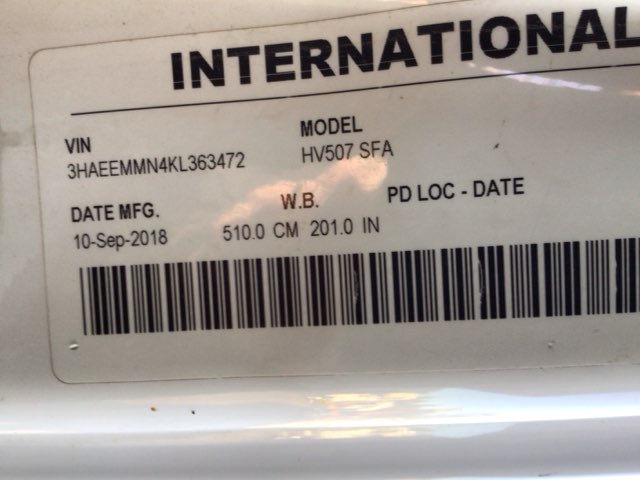 INTERNATIONAL
VIN
3HAEEMMN4KL363472
MODEL
HV507 SFA
DATE MFG.
10-Sep-2018
W.B.
510.0 CM 201.0 IN
PD LOC - DATE